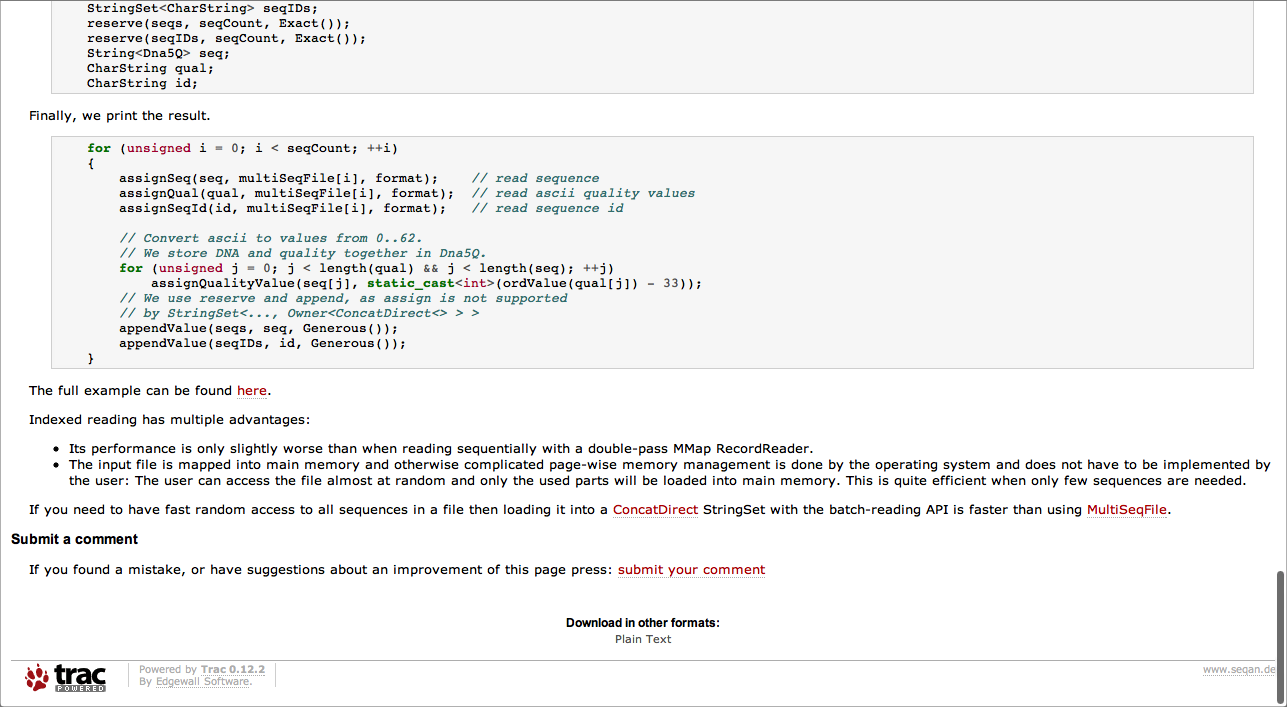 StringSet<CharString> seqIDs;
    reserve(seqs, seqCount, Exact());
    reserve(seqIDs, seqCount, Exact());
    String<Dna5Q> seq;
    CharString qual;
    CharString id;
Finally, we print the result.
    for (unsigned i = 0; i < seqCount; ++i)
    {
        assignSeq(seq, multiSeqFile[i], format);    // read sequence
        assignQual(qual, multiSeqFile[i], format);  // read ascii quality values
        assignSeqId(id, multiSeqFile[i], format);   // read sequence id
        // Convert ascii to values from 0..62.
        // We store DNA and quality together in Dna5Q.
        for (unsigned j = 0; j < length(qual) && j < length(seq); ++j)
            assignQualityValue(seq[j], static_cast<int>(ordValue(qual[j]) - 33));
        // We use reserve and append, as assign is not supported
        // by StringSet<..., Owner<ConcatDirect<> > >
        appendValue(seqs, seq, Generous());
        appendValue(seqIDs, id, Generous());
    }
The full example can be found here.
Indexed reading has multiple advantages:
• Its performance is only slightly worse than when reading sequentially with a double-pass MMap RecordReader.
• The input file is mapped into main memory and otherwise complicated page-wise memory management is done by the operating system and does not have to be implemented by
the user: The user can access the file almost at random and only the used parts will be loaded into main memory. This is quite efficient when only few sequences are needed.
If you need to have fast random access to all sequences in a file then loading it into a ConcatDirect StringSet with the batch-reading API is faster than using MultiSeqFile.
Submit a comment
If you found a mistake, or have suggestions about an improvement of this page press: submit your comment
Download in other formats:
Plain Text
trac
POWERED
Powered by Trac 0.12.2
By Edgewall Software.
www.seqan.de